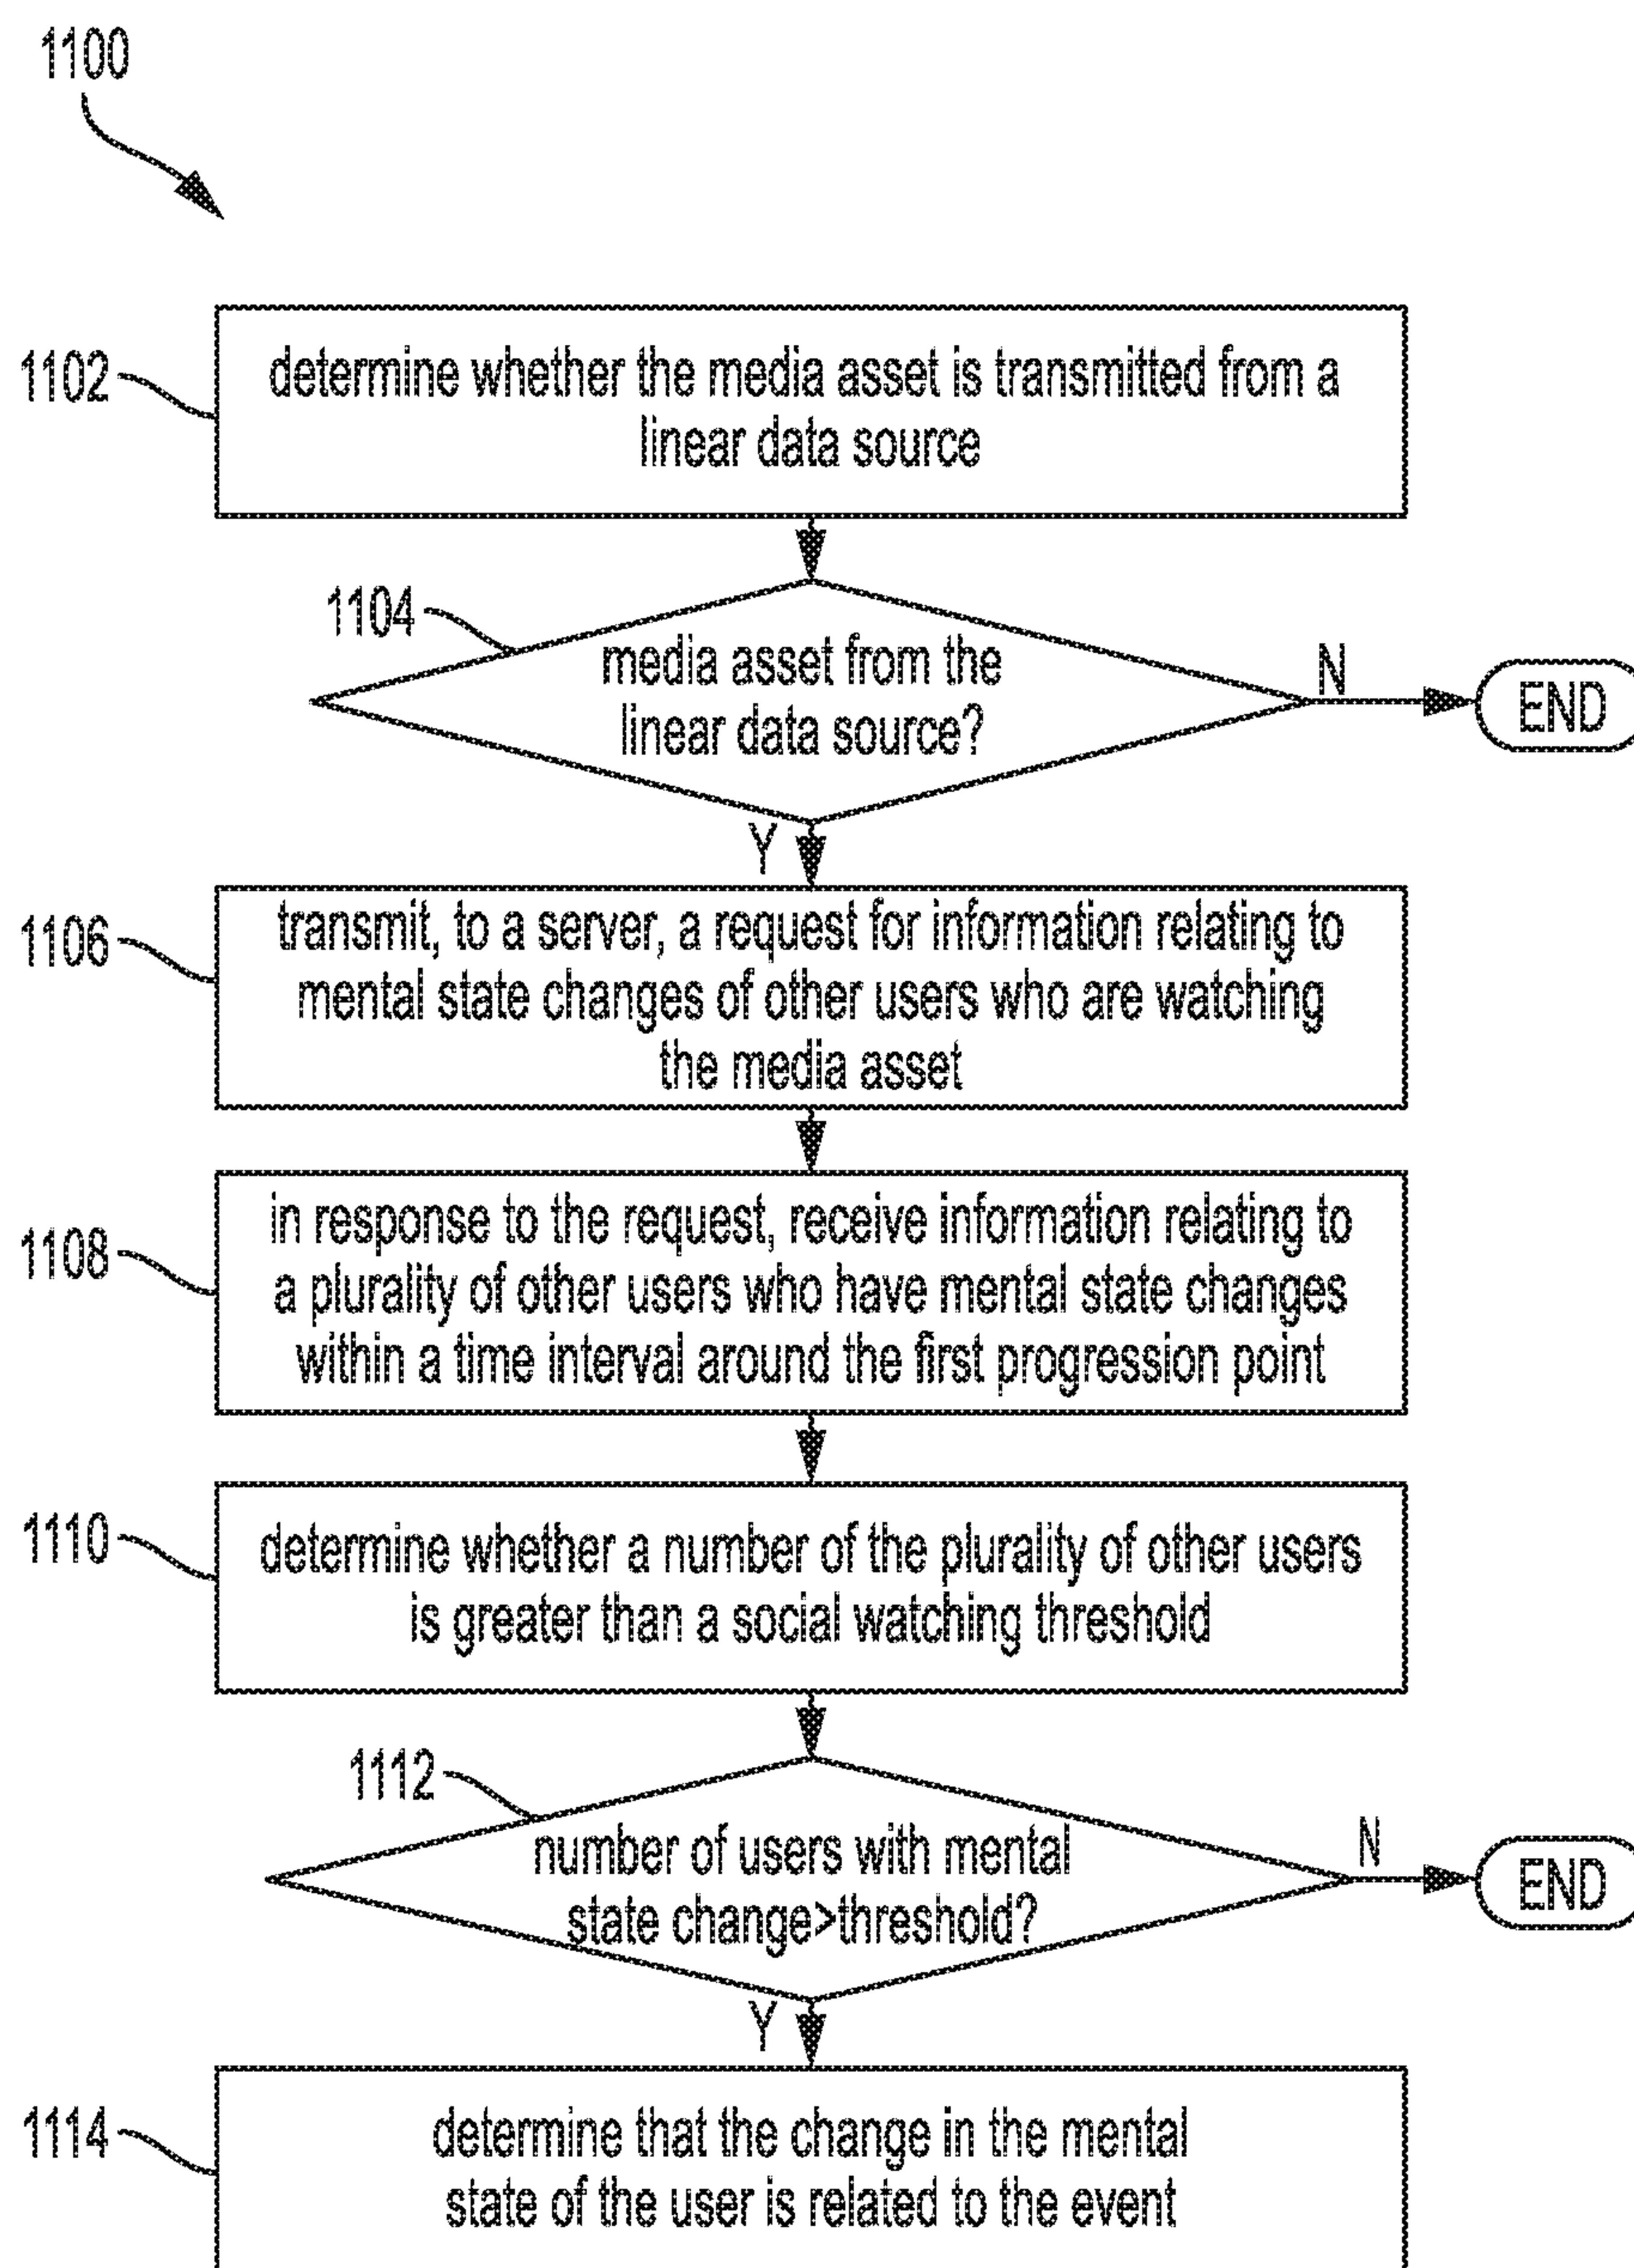 1100
1102
determine whether the media asset is transmitted from a
linear data source
1104
media asset from the
linear data source?
N
END
Y
1106
transmit, to a server, a request for information relating to
mental state changes of other users who are watching
the media asset
1108
in response to the request, receive information relating to
a plurality of other users who have mental state changes
within a time interval around the first progression point
1110
determine whether a number of the plurality of other users
is greater than a social watching threshold
1112
number of users with mental
state change>threshold?
N
END
Y
1114
determine that the change in the mental
state of the user is related to the event